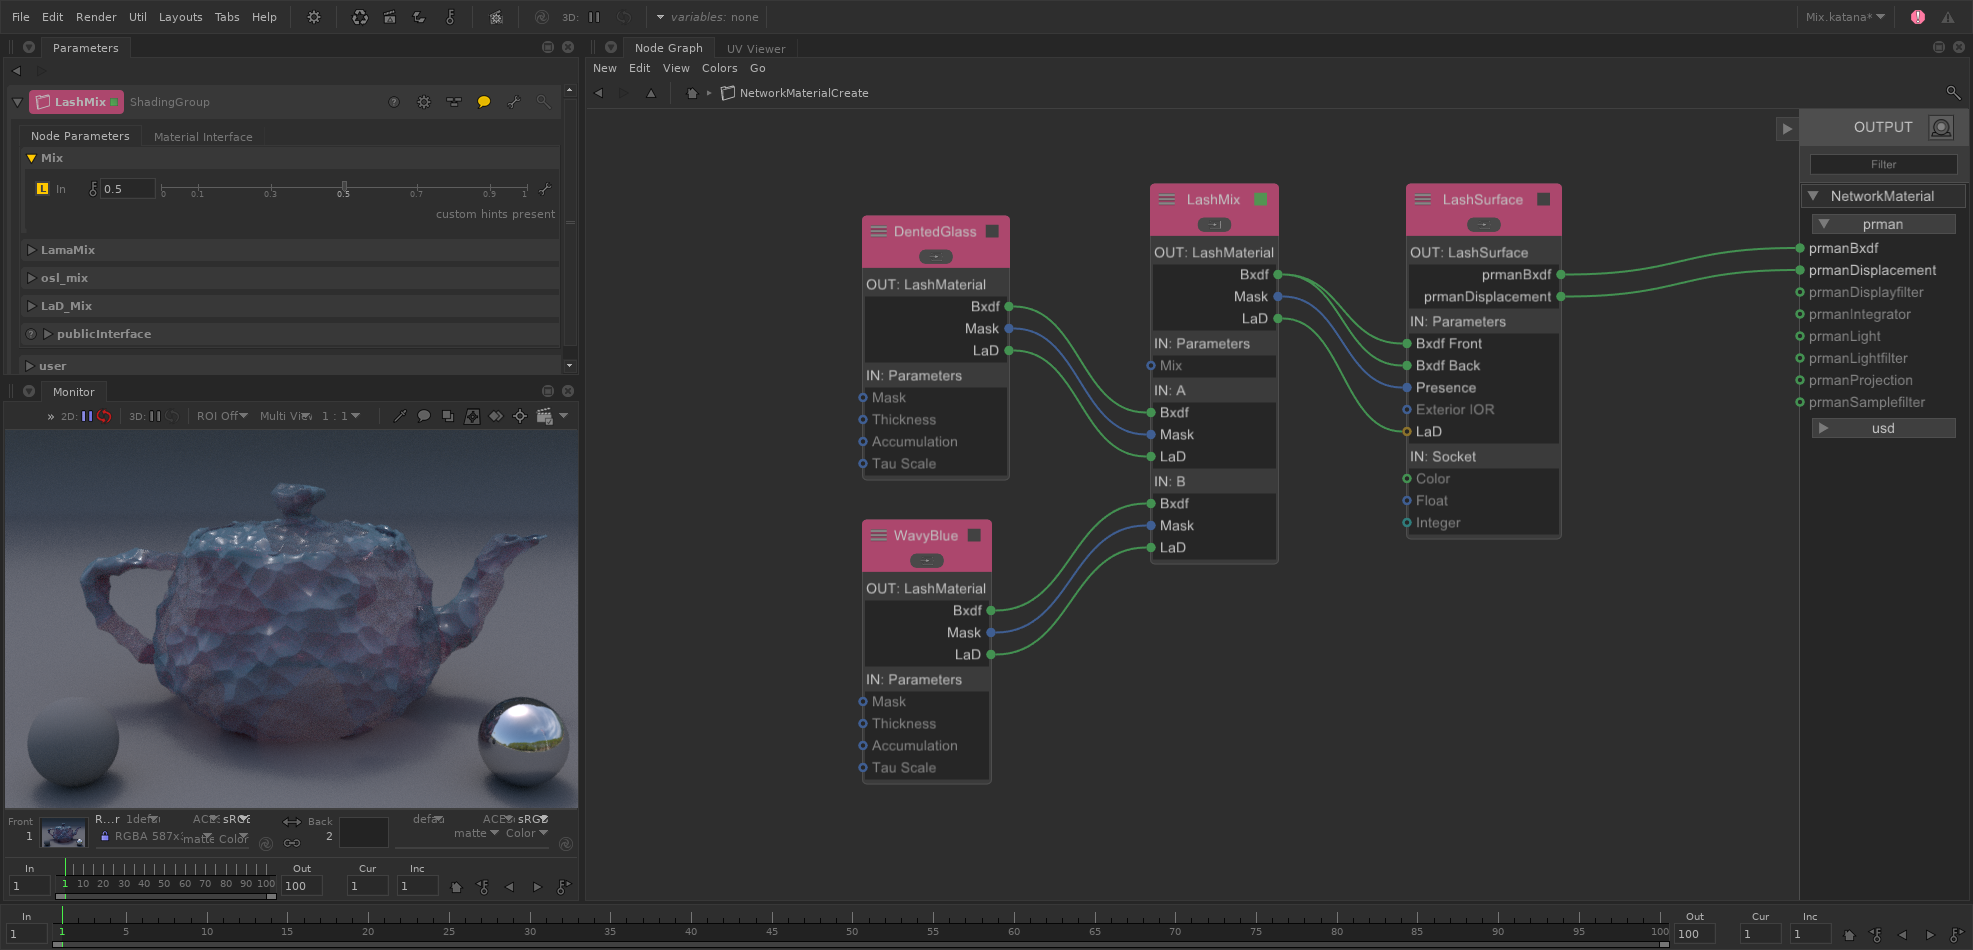 File Edit Render Util Layouts Tabs Help 3D: variables: none Mix.katana*
Parameters
Node Graph UV Viewer
New Edit View Colors Go
NetworkMaterialCreate
LashMix ShadingGroup
Node Parameters Material Interface
Mix
L In 0.5 0 0.1 0.3 0.5 0.7 0.9 1
custom hints present
LamaMix
osl_mix
LaD_Mix
? publicInterface
user
Monitor
» 2D: 3D: ROI Off Multi View 1 : 1
Front R...r 1 Back
1 RGBA 587x matte Color 2 matte Color
sRGB
In Out Cur Inc
1 1 10 20 30 40 50 60 70 80 90 100 100 1 1
DentedGlass
OUT: LashMaterial
Bxdf
Mask
LaD
IN: Parameters
Mask
Thickness
Accumulation
Tau Scale
WavyBlue
OUT: LashMaterial
Bxdf
Mask
LaD
IN: Parameters
Mask
Thickness
Accumulation
Tau Scale
LashMix
OUT: LashMaterial
Bxdf
Mask
LaD
IN: Parameters
Mix
IN: A
Bxdf
Mask
LaD
IN: B
Bxdf
Mask
LaD
LashSurface
OUT: LashSurface
prmanBxdf
prmanDisplacement
IN: Parameters
Bxdf Front
Bxdf Back
Presence
Exterior IOR
LaD
IN: Socket
Color
Float
Integer
OUTPUT
Filter
NetworkMaterial
prman
prmanBxdf
prmanDisplacement
prmanDisplayfilter
prmanIntegrator
prmanLight
prmanLightfilter
prmanProjection
prmanSamplefilter
usd
In Out Cur Inc
1 1 5 10 15 20 25 30 35 40 45 50 55 60 65 70 75 80 85 90 95 100 100 1 1